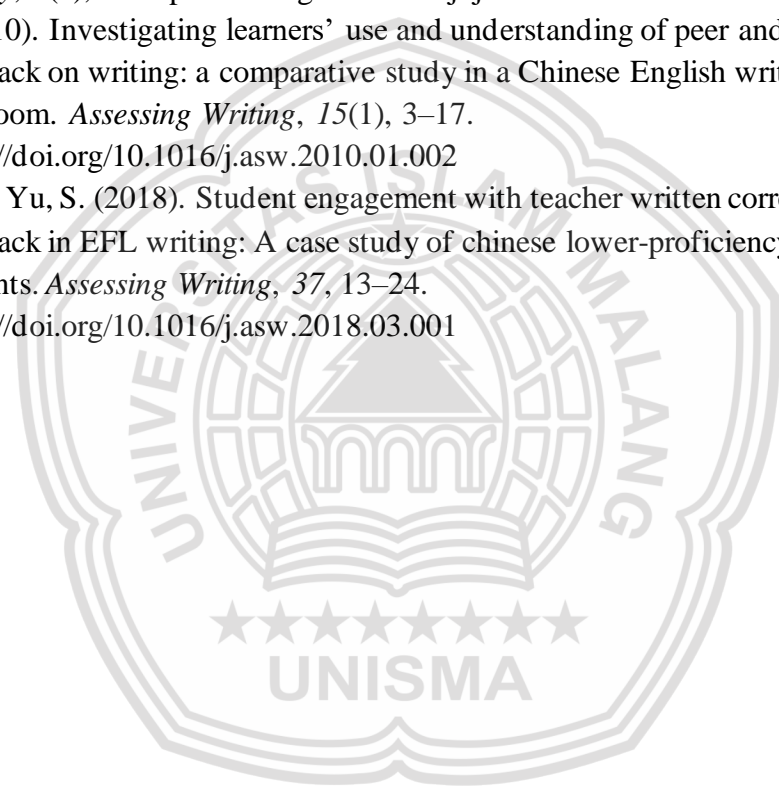 10). Investigating learners’ use and understanding of peer and
ack on writing: a comparative study in a Chinese English writ
oom. Assessing Writing, 15(1), 3–17.
//doi.org/10.1016/j.asw.2010.01.002
Yu, S. (2018). Student engagement with teacher written corre
ack in EFL writing: A case study of chinese lower-proficiency
nts. Assessing Writing, 37, 13–24.
//doi.org/10.1016/j.asw.2018.03.001
UNIVERSITAS ISLAM MALANG
UNISMA